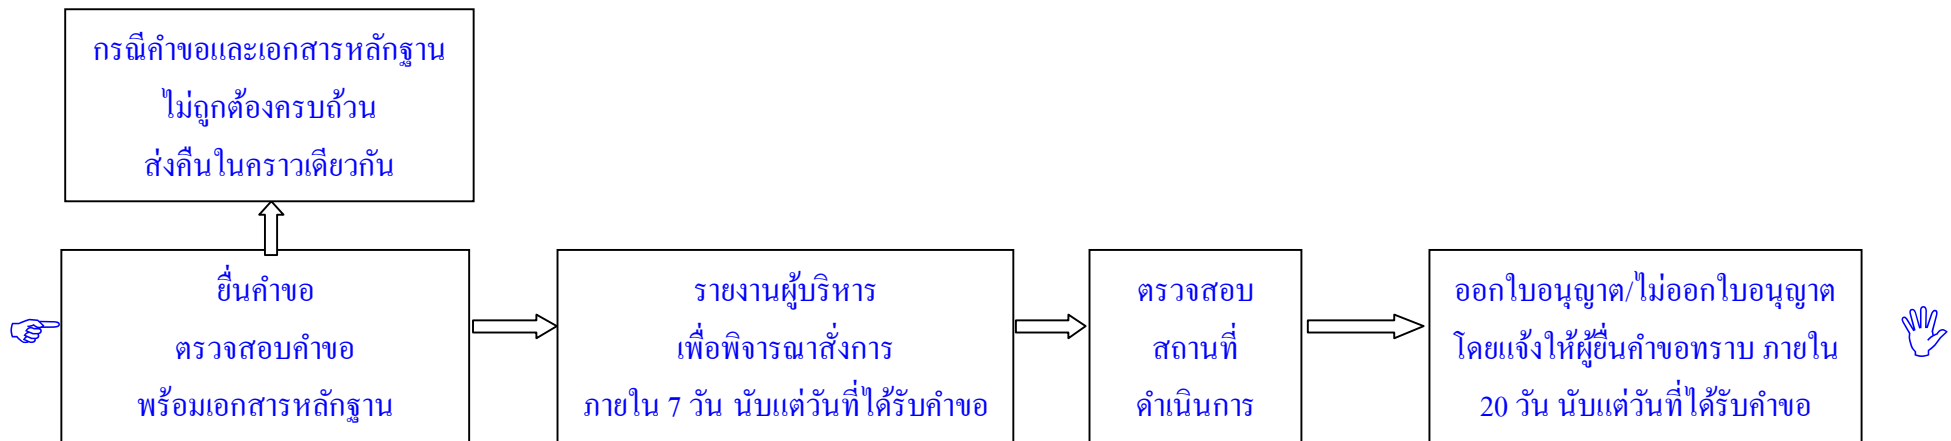 กรณีคำขอและเอกสารหลักฐาน
ไม่ถูกต้องครบถ้วน
ส่งคืนในคราวเดียวกัน
ยื่นคำขอ
ตรวจสอบคำขอ
พร้อมเอกสารหลักฐาน
รายงานผู้บริหาร
เพื่อพิจารณาสั่งการ
ภายใน 7 วัน นับแต่วันที่ได้รับคำขอ
ตรวจสอบ
สถานที่
ดำเนินการ
ออกใบอนุญาต/ไม่ออกใบอนุญาต
โดยแจ้งให้ผู้ยื่นคำขอทราบ ภายใน
20 วัน นับแต่วันที่ได้รับคำขอ